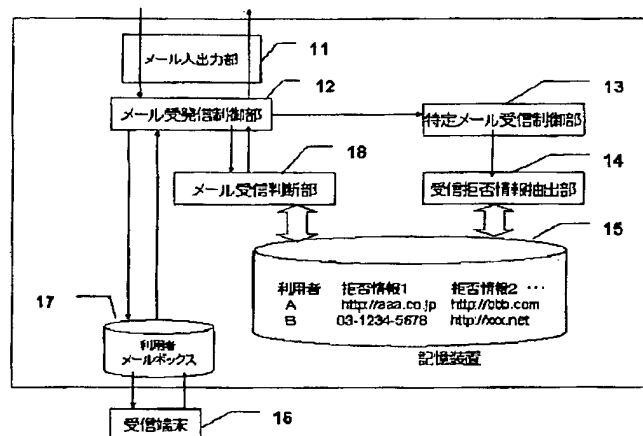 メール入出力部
11
12
メール受発信制御部
13
特定メール受信制御部
18
14
メール受信判断部
受信拒否情報抽出部
15
利用者 拒否情報1 拒否情報2 …
A http://aaa.co.jp http://bbb.com
B 03-1234-5678 http://xxx.net
17
利用者
メールボックス
記憶装置
受信端末
16